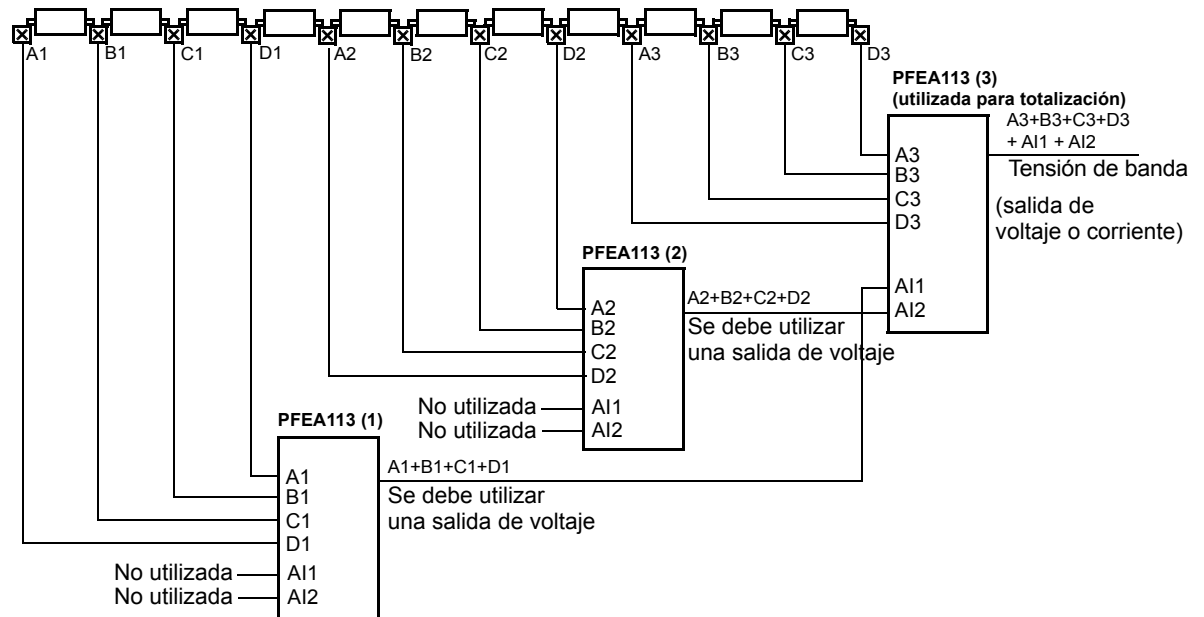 A1 B1 C1 D1 A2 B2 C2 D2 A3 B3 C3 D3
PFEA113 (3)
(utilizada para totalización)
A3+B3+C3+D3
+ AI1 + AI2
Tensión de banda
(salida de
voltaje o corriente)
A3
B3
C3
D3
AI1
AI2
PFEA113 (2)
A2+B2+C2+D2
Se debe utilizar
una salida de voltaje
A2
B2
C2
D2
No utilizada AI1
No utilizada AI2
PFEA113 (1)
A1+B1+C1+D1
Se debe utilizar
una salida de voltaje
A1
B1
C1
D1
No utilizada AI1
No utilizada AI2